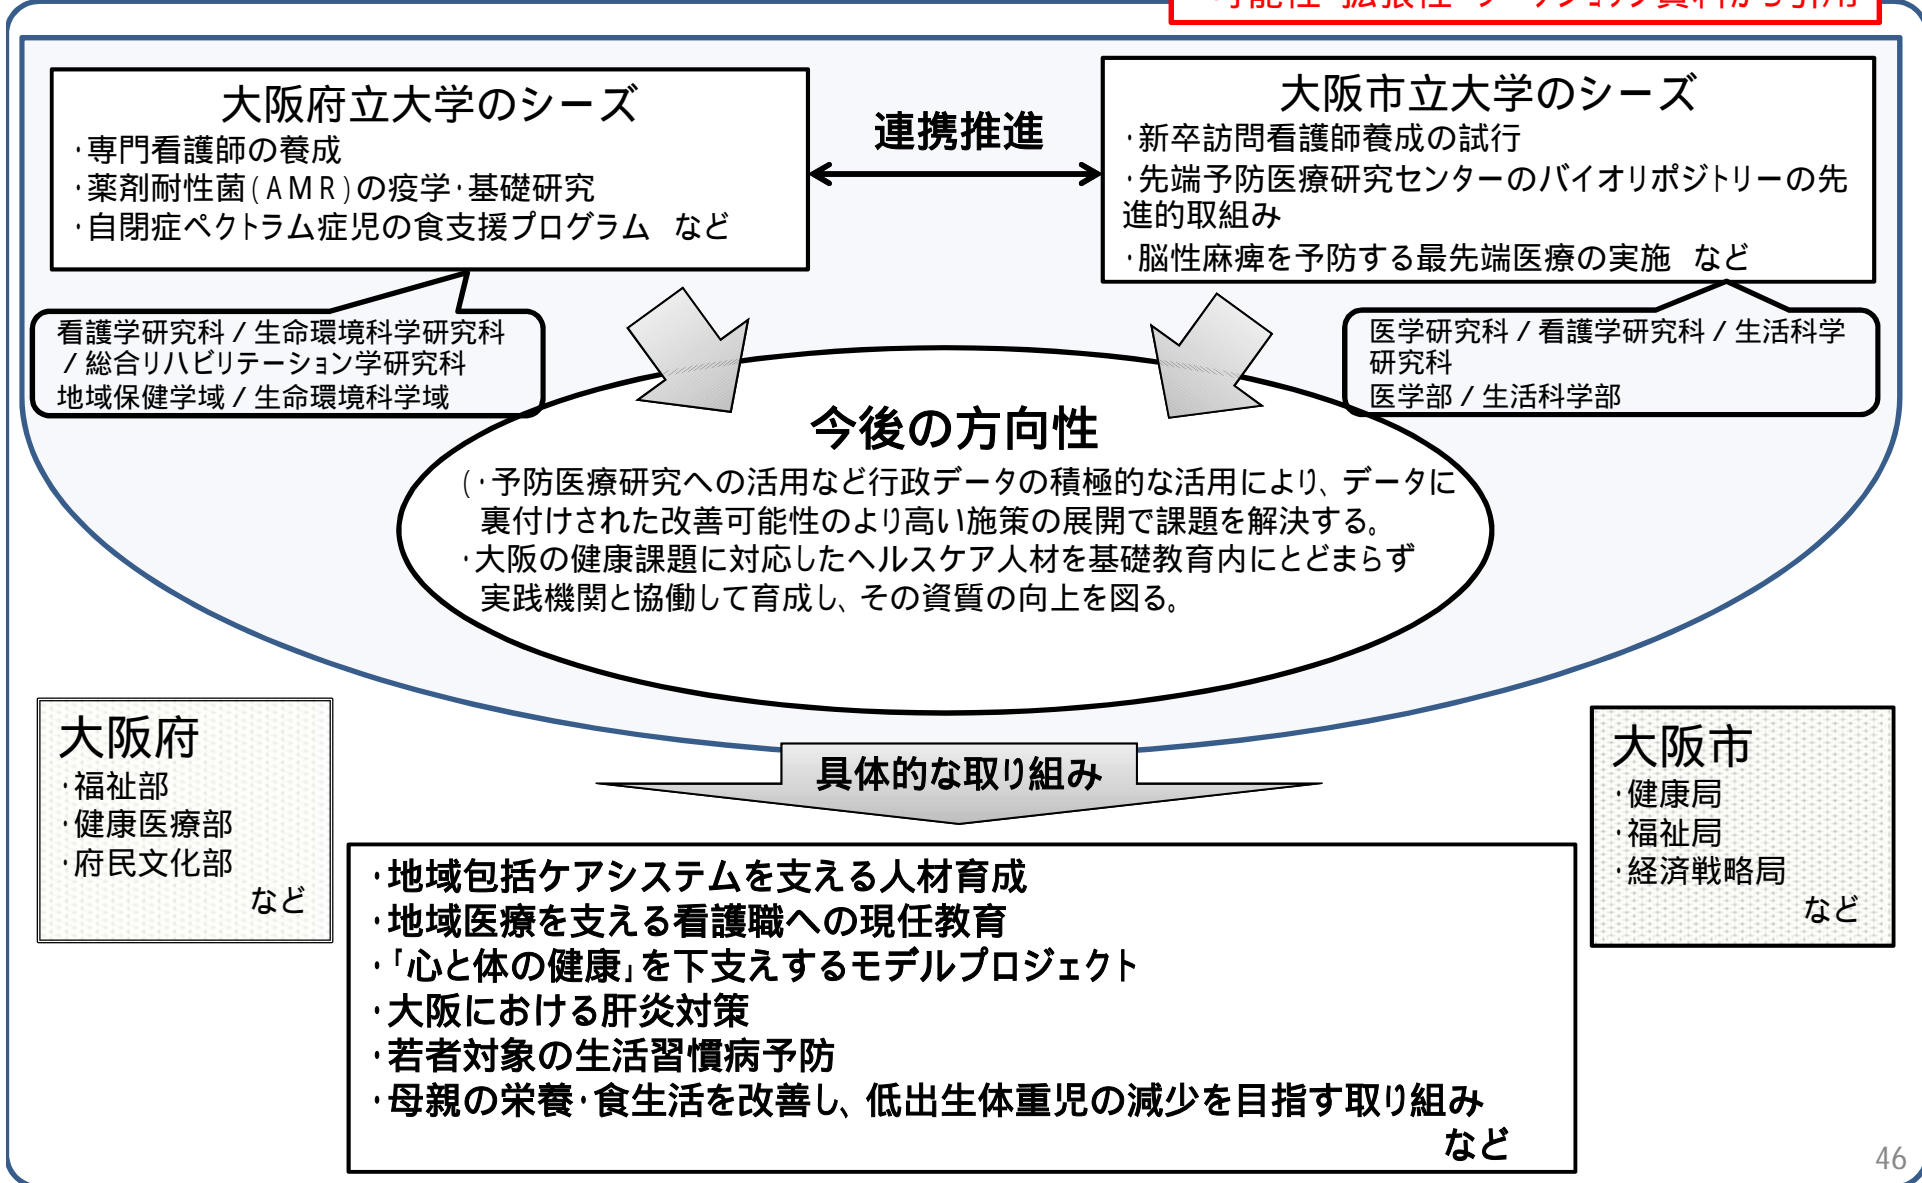 可能性・拡張性 ワークショップ資料から引用
大阪府立大学のシーズ
・専門看護師の養成
・薬剤耐性菌(AMR)の疫学・基礎研究
・自閉症ペクトラム症児の食支援プログラム など
連携推進
大阪市立大学のシーズ
・新卒訪問看護師養成の試行
・先端予防医療研究センターのバイオリポジトリーの先
進的取組み
・脳性麻痺を予防する最先端医療の実施 など
看護学研究科/生命環境科学研究科
/総合リハビリテーション学研究科
地域保健学域/生命環境科学域
医学研究科/看護学研究科/生活科学
研究科
医学部/生活科学部
今後の方向性
(・予防医療研究への活用など行政データの積極的な活用により、データに
裏付けされた改善可能性のより高い施策の展開で課題を解決する。
・大阪の健康課題に対応したヘルスケア人材を基礎教育内にとどまらず
実践機関と協働して育成し、その資質の向上を図る。
大阪府
・福祉部
・健康医療部
・府民文化部
など
大阪市
・健康局
・福祉局
・経済戦略局
など
具体的な取り組み
・地域包括ケアシステムを支える人材育成
・地域医療を支える看護職への現任教育
・「心と体の健康」を下支えするモデルプロジェクト
・大阪における肝炎対策
・若者対象の生活習慣病予防
・母親の栄養・食生活を改善し、低出生体重児の減少を目指す取り組み
など
46